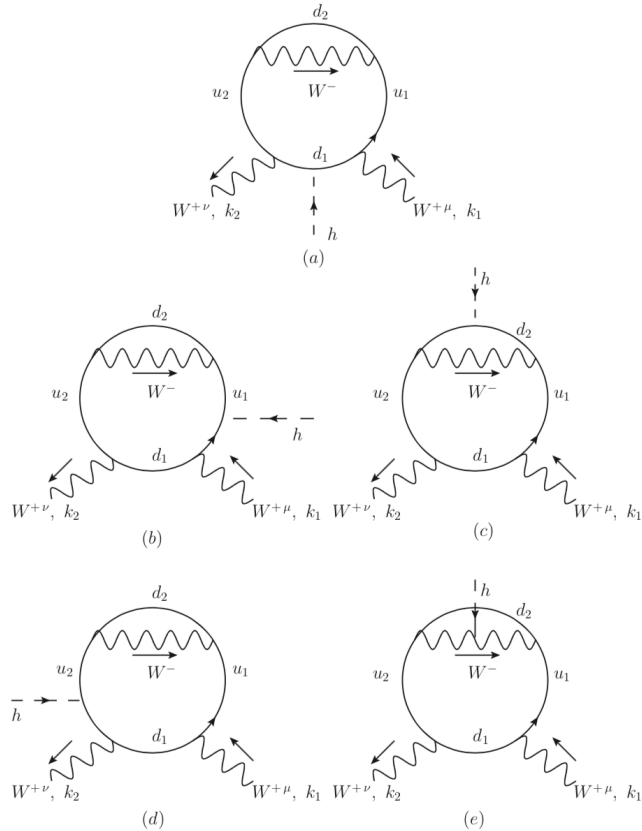 d₂
W⁻
u₂ u₁
d₁
W⁺ᵛ, k₂ W⁺ᵘ, k₁
h
(a)
h
d₂ d₂
W⁻ W⁻
u₂ u₁ u₂ u₁
h
d₁ d₁
W⁺ᵛ, k₂ W⁺ᵘ, k₁ W⁺ᵛ, k₂ W⁺ᵘ, k₁
(b) (c)
h
d₂ d₂
W⁻ W⁻
u₂ u₁ u₂ u₁
h
d₁ d₁
W⁺ᵛ, k₂ W⁺ᵘ, k₁ W⁺ᵛ, k₂ W⁺ᵘ, k₁
(d) (e)